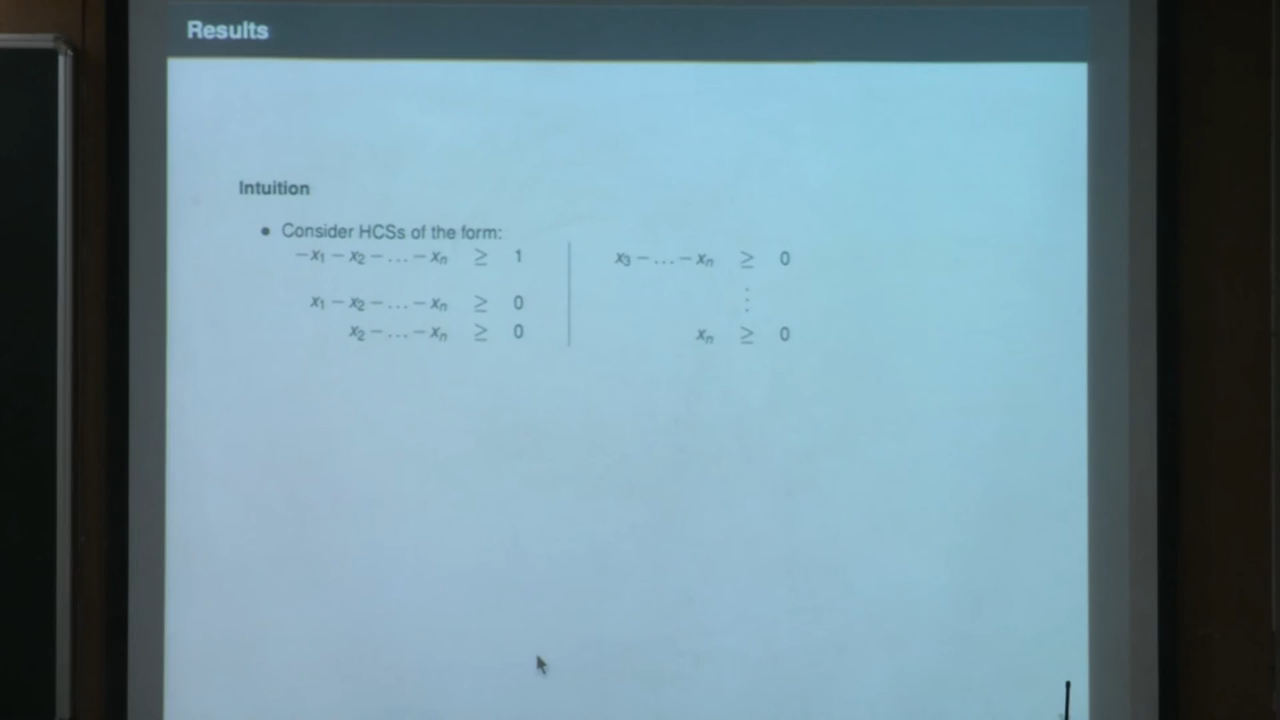 Results
Intuition
• Consider HCSs of the form:
−x₁ − x₂ − … − xₙ ≥ 1
x₁ − x₂ − … − xₙ ≥ 0
x₂ − … − xₙ ≥ 0
x₃ − … − xₙ ≥ 0
⋮
xₙ ≥ 0